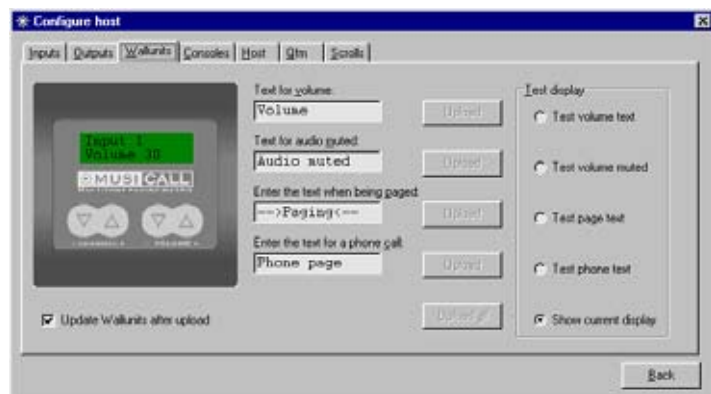 Configure host
Inputs Outputs Wallunits Consoles Host Qfm Scrolls
Input 1
Volume 30
MUSICALL
CHANNELS VOLUME
Text for volume:
Volume
Upload
Text for audio muted:
Audio muted
Upload
Enter the text when being paged:
-->Paging<--
Upload
Enter the text for a phone call:
Phone page
Upload
Update Wallunits after upload
Upload all
Test display
Test volume text
Test volume muted
Test page text
Test phone text
Show current display
Back